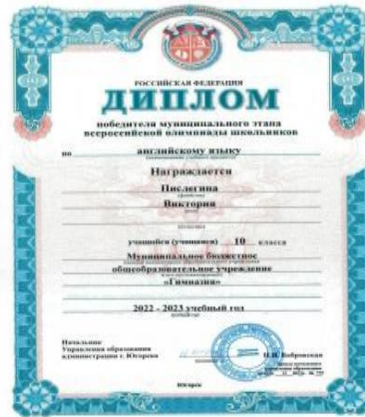 РОССИЙСКАЯ ФЕДЕРАЦИЯ
ДИПЛОМ
победителя муниципального этапа
всероссийской олимпиады школьников
по английскому языку
Награждается
Пислегина
Виктория
учащийся (учащаяся) 10 класса
Муниципальное бюджетное
общеобразовательное учреждение
«Гимназия»
2022 - 2023 учебный год
Начальник
Управления образования
администрации г. Югорска
Н.И. Бобровская
Югорск